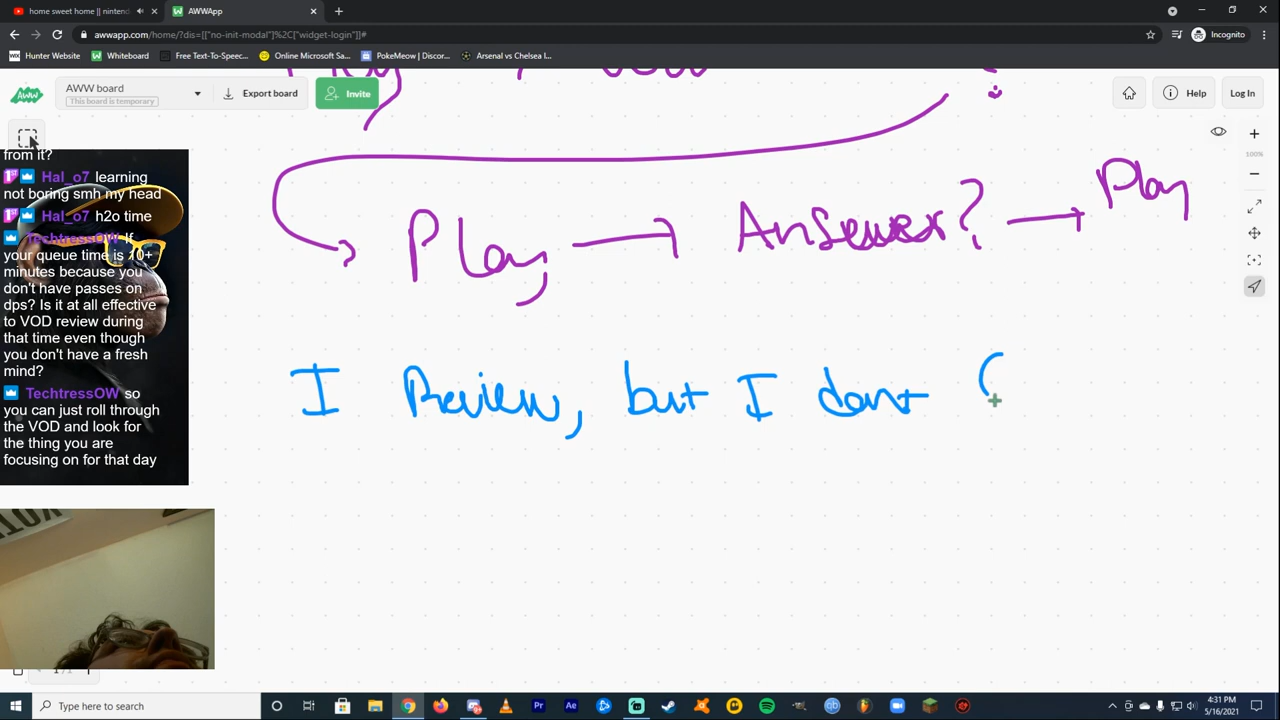 home sweet home || nintend
AWWApp
awwapp.com/home/?dis=[["no-init-modal"]%2C["widget-login"]]#
Incognito
Hunter Website
Whiteboard
Free Text-To-Speec...
Online Microsoft Sa...
PokeMeow | Discor...
Arsenal vs Chelsea l...
AWW
AWW board
This board is temporary
Export board
Invite
Help
Log In
100%
from it?
Hal_o7 learning
not boring smh my head
Hal_o7 h2o time
TechtressOW If
your queue time is 20+
minutes because you
don't have passes on
dps? Is it at all effective
to VOD review during
that time even though
you don't have a fresh
mind?
TechtressOW so
you can just roll through
the VOD and look for
the thing you are
focusing on for that day
Play → Answer? → Play
I Review, but I dont
Type here to search
4:31 PM
5/16/2021